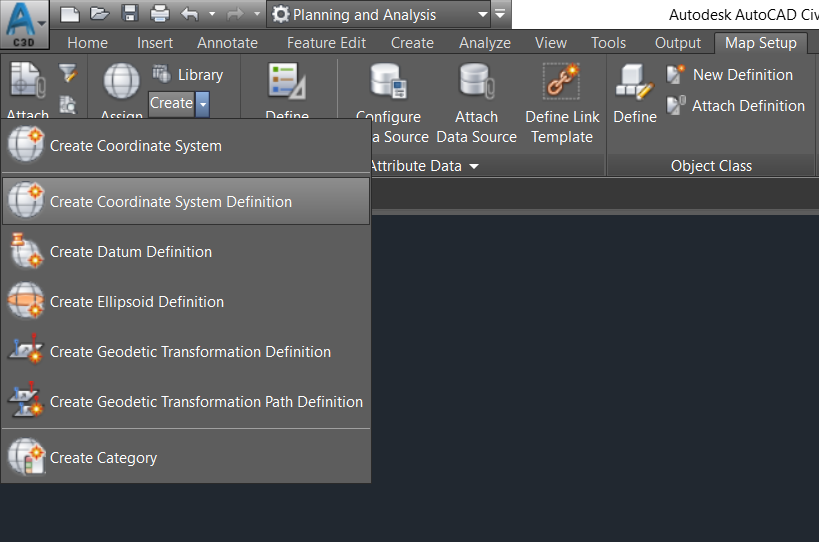 C3D
Planning and Analysis
Autodesk AutoCAD Civ
Home
Insert
Annotate
Feature Edit
Create
Analyze
View
Tools
Output
Map Setup
Library
Create
Attach
Assign
Define
Configure
a Source
Attach
Data Source
Define Link
Template
Define
New Definition
Attach Definition
Attribute Data
Object Class
Create Coordinate System
Create Coordinate System Definition
Create Datum Definition
Create Ellipsoid Definition
Create Geodetic Transformation Definition
Create Geodetic Transformation Path Definition
Create Category